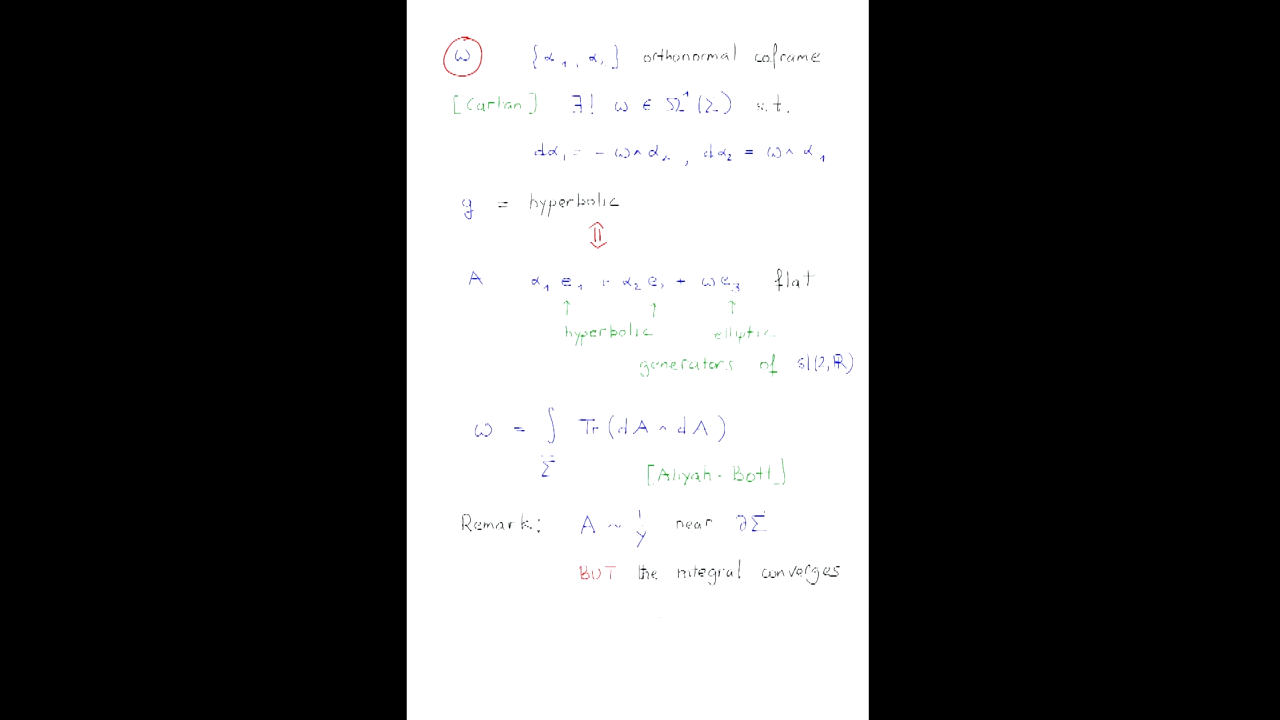 ω {α₁, α₂} orthonormal coframe
[Cartan] ∃! ω ∈ Ω¹(Σ) s.t.
dα₁ = - ω∧α₂, dα₂ = ω∧α₁
g = hyperbolic
⇕
A α₁ e₁ + α₂ e₂ + ω e₃ flat
↑ ↑ ↑
hyperbolic elliptic
generators of sl(2,ℝ)
ω = ∫_Σ Tr(dA ∧ dA)
[Atiyah - Bott]
Remark: A ~ 1/y near ∂Σ
BUT the integral converges